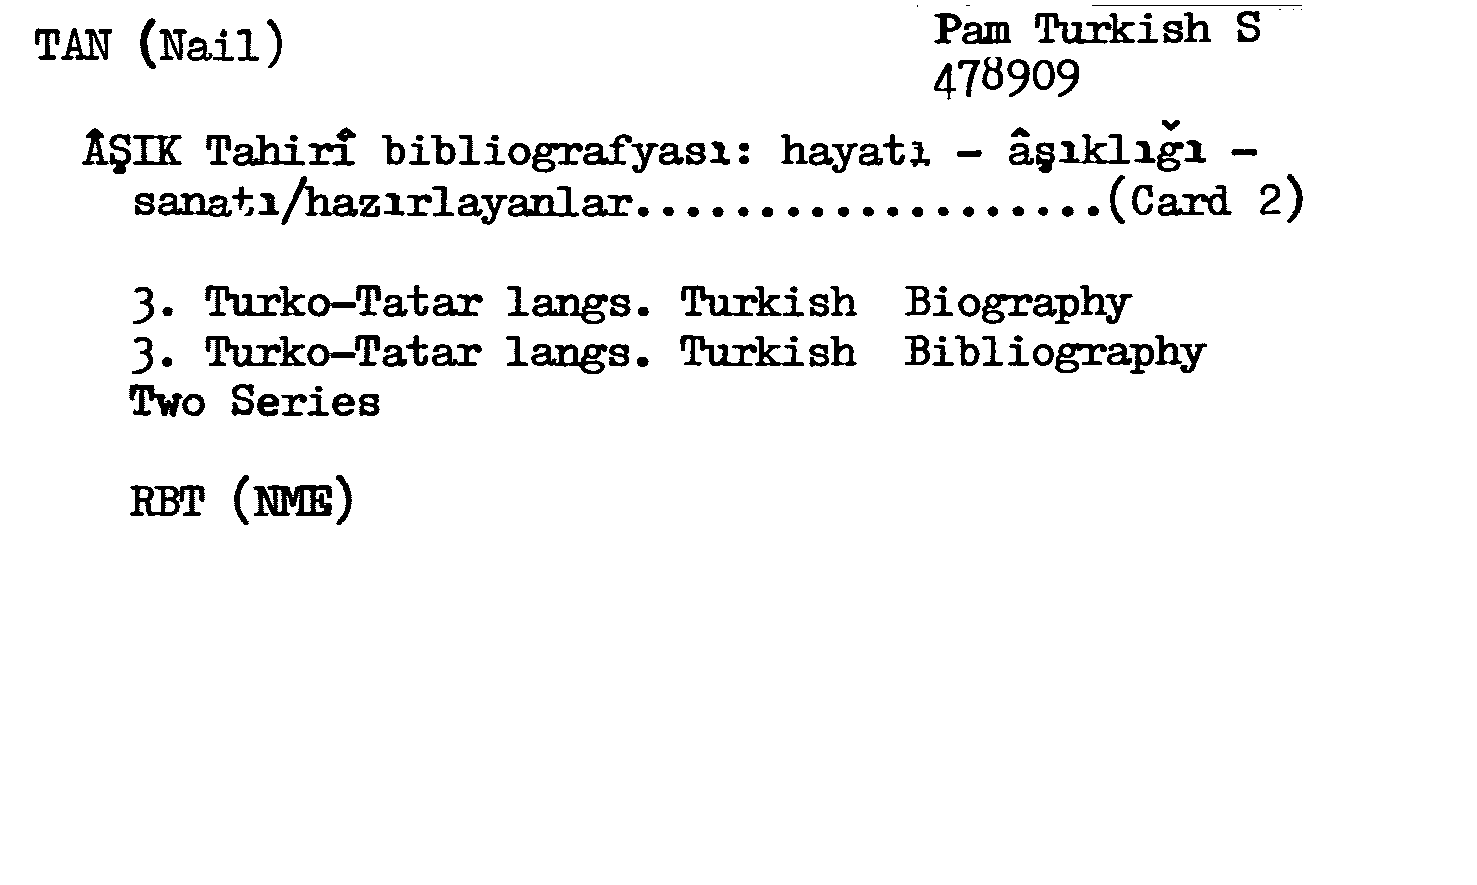 TAN (Nail)
Pam Turkish S
478909
ÂŞIK Tahirî bibliografyası: hayatı - âşıklığı -
sanatı/hazırlayanlar...................(Card 2)
3. Turko-Tatar langs. Turkish  Biography
3. Turko-Tatar langs. Turkish  Bibliography
Two Series
RBT (NME)